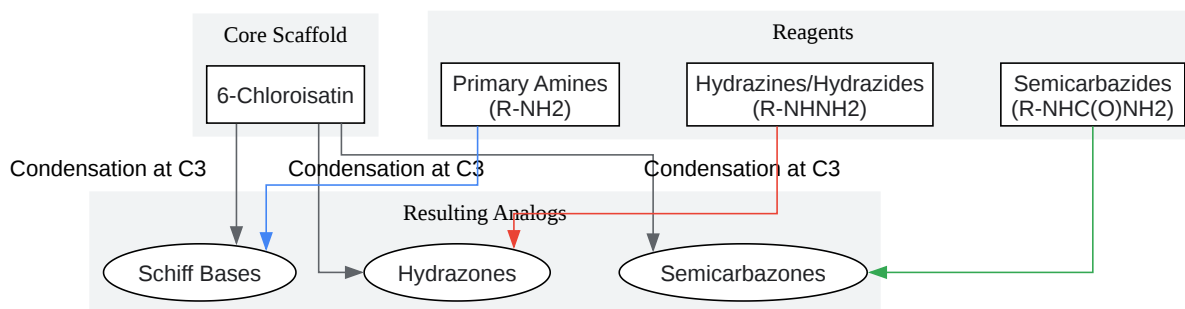 Core Scaffold
Reagents
6-Chloroisatin
Primary Amines
(R-NH2)
Hydrazines/Hydrazides
(R-NHNH2)
Semicarbazides
(R-NHC(O)NH2)
Condensation at C3
Condensation at C3
Condensation at C3
Resulting Analogs
Schiff Bases
Hydrazones
Semicarbazones